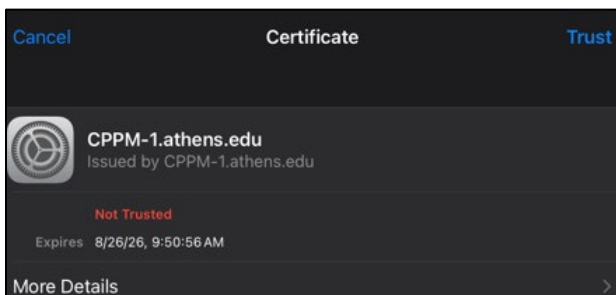 Cancel Certificate Trust
CPPM-1.athens.edu
Issued by CPPM-1.athens.edu
Not Trusted
Expires 8/26/26, 9:50:56 AM
More Details